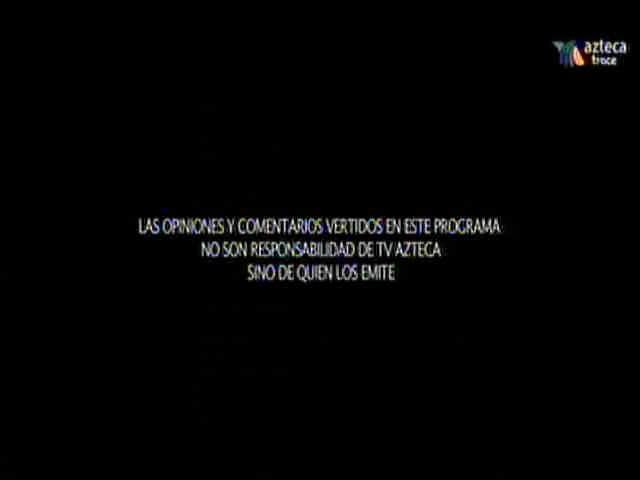 azteca
trece
LAS OPINIONES Y COMENTARIOS VERTIDOS EN ESTE PROGRAMA
NO SON RESPONSABILIDAD DE TV AZTECA
SINO DE QUIEN LOS EMITE